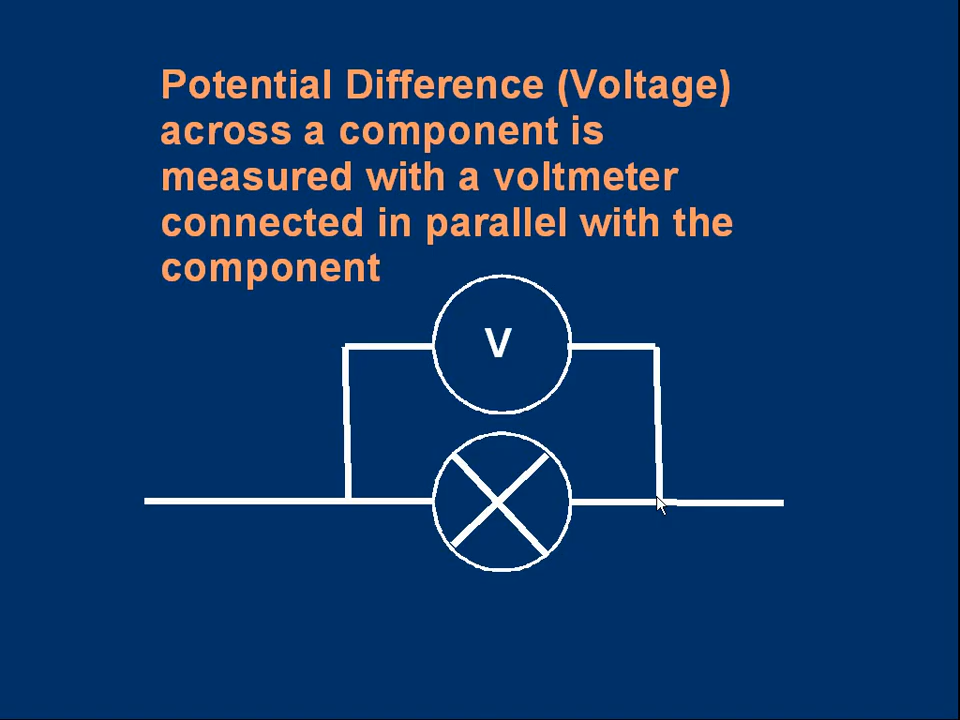 Potential Difference (Voltage)
across a component is
measured with a voltmeter
connected in parallel with the
component
V